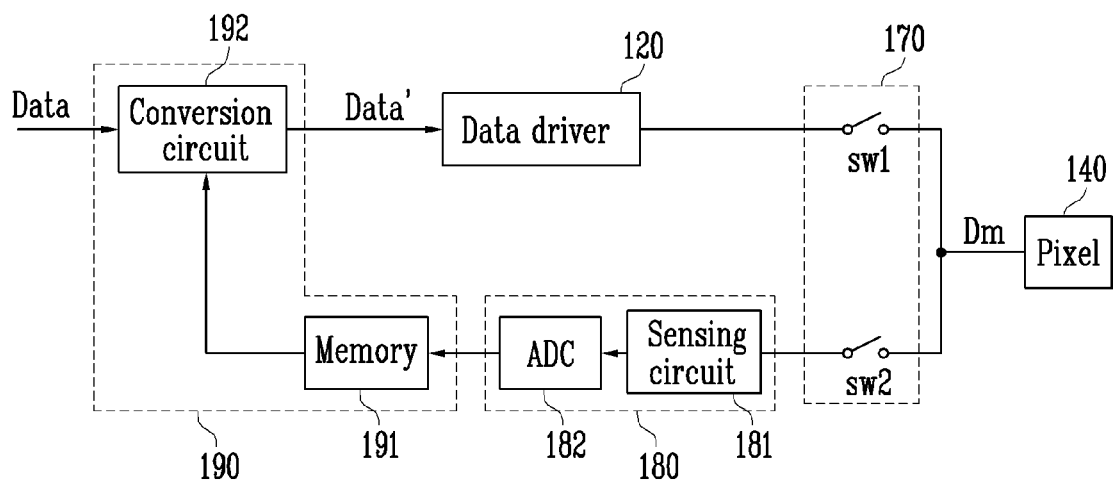 192
120
170
Data
Conversion
circuit
Data'
Data driver
sw1
140
Dm
Pixel
Memory
ADC
Sensing
circuit
sw2
191
182
181
190
180